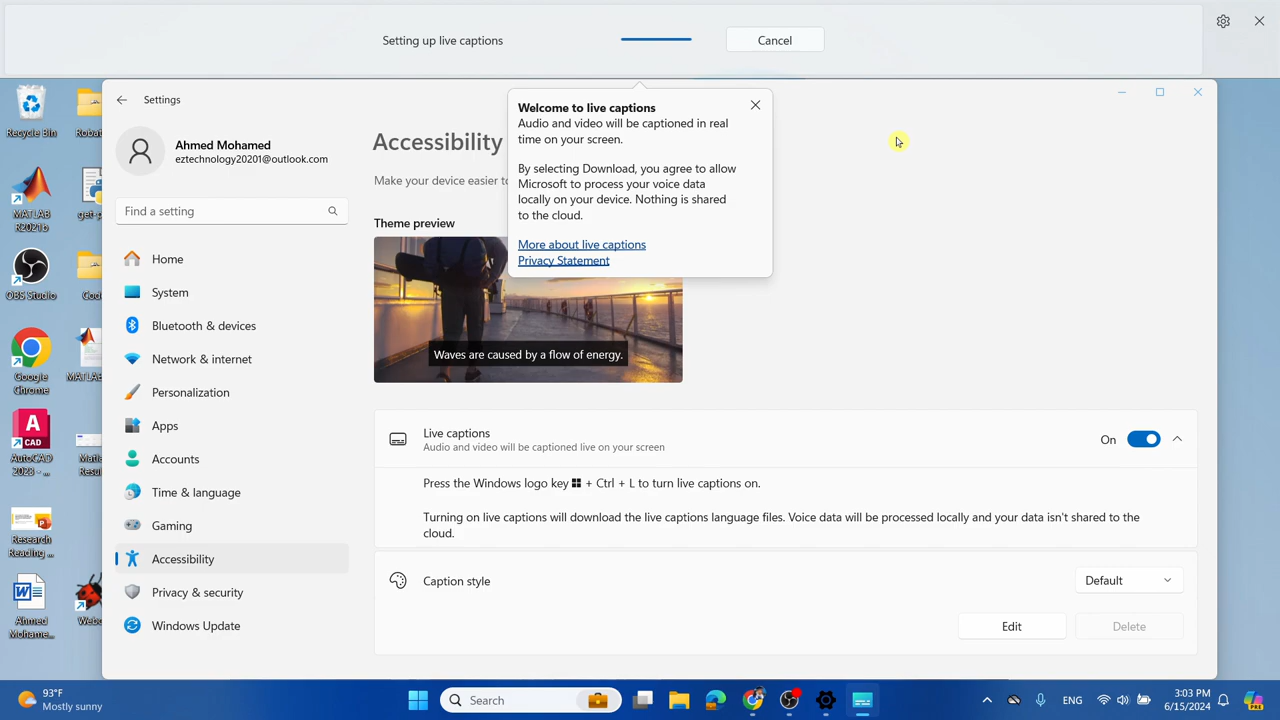 Setting up live captions
Cancel
Welcome to live captions
Audio and video will be captioned in real
time on your screen.
By selecting Download, you agree to allow
Microsoft to process your voice data
locally on your device. Nothing is shared
to the cloud.
More about live captions
Privacy Statement
Settings
Ahmed Mohamed
eztechnology20201@outlook.com
Find a setting
Home
System
Bluetooth & devices
Network & internet
Personalization
Apps
Accounts
Time & language
Gaming
Accessibility
Privacy & security
Windows Update
Accessibility
Make your device easier to
Theme preview
Waves are caused by a flow of energy.
Live captions
Audio and video will be captioned live on your screen
On
Press the Windows logo key + Ctrl + L to turn live captions on.
Turning on live captions will download the live captions language files. Voice data will be processed locally and your data isn't shared to the
cloud.
Caption style
Default
Edit
Delete
Recycle Bin
Robat
MATLAB
R2021b
get-p
OBS Studio
Cod
Google
Chrome
MATLAB
AutoCAD
2023 - ...
Matla
Resul
Research
Reading ...
Ahmed
Mohame...
Webc
93°F
Mostly sunny
Search
ENG
3:03 PM
6/15/2024